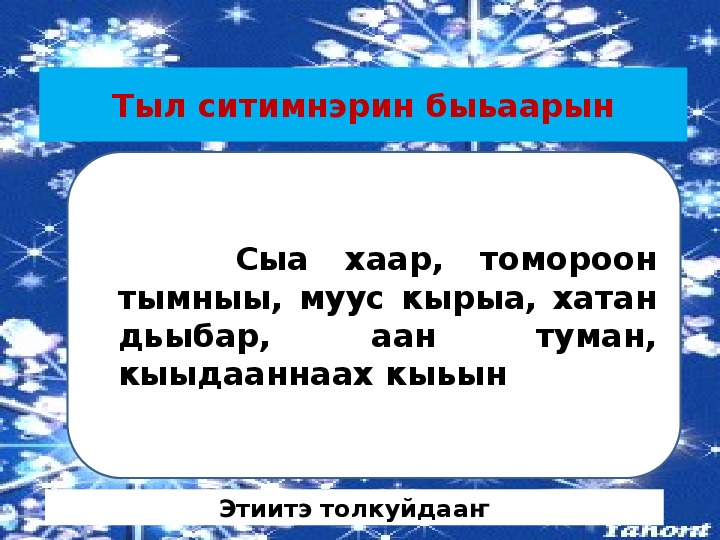 Тыл ситимнэрин быьаарын
Сыа хаар, томороон
тымныы, муус кырыа, хатан
дьыбар, аан туман,
кыыдааннаах кыьын
Этиитэ толкуйдааҥ